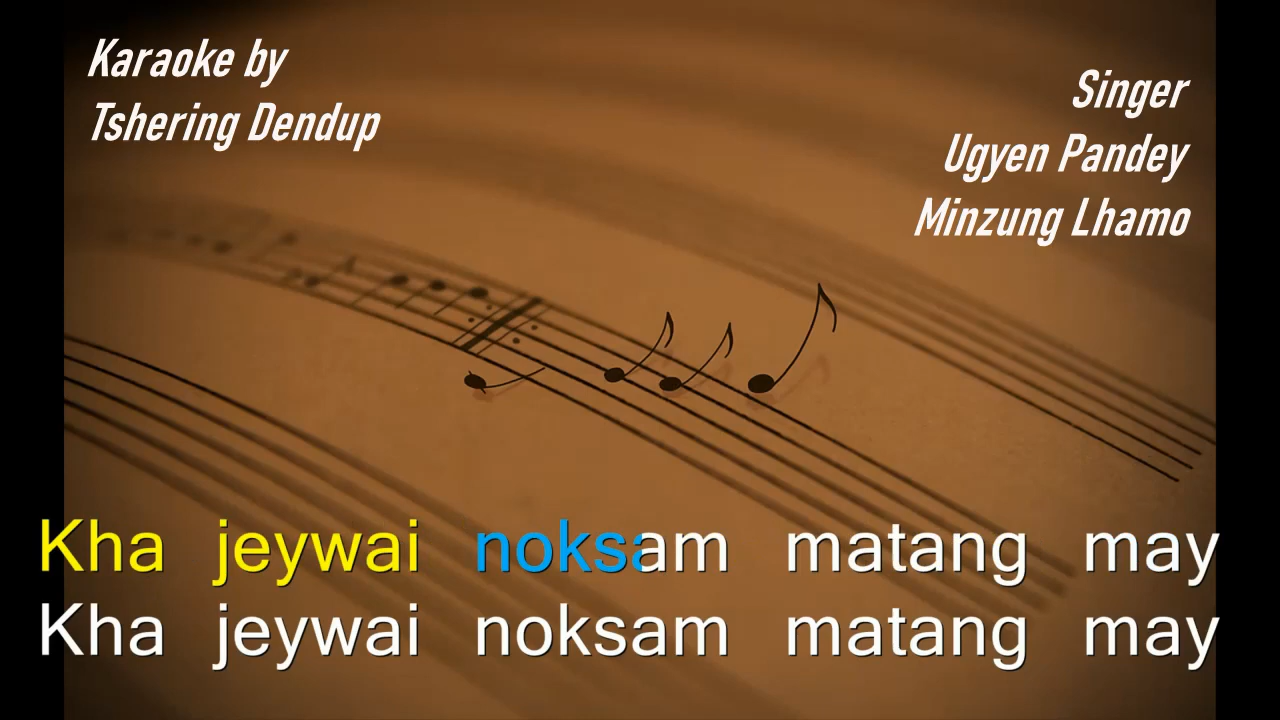 Karaoke by
Tshering Dendup
Singer
Ugyen Pandey
Minzung Lhamo
Kha jeywai noksam matang may
Kha jeywai noksam matang may